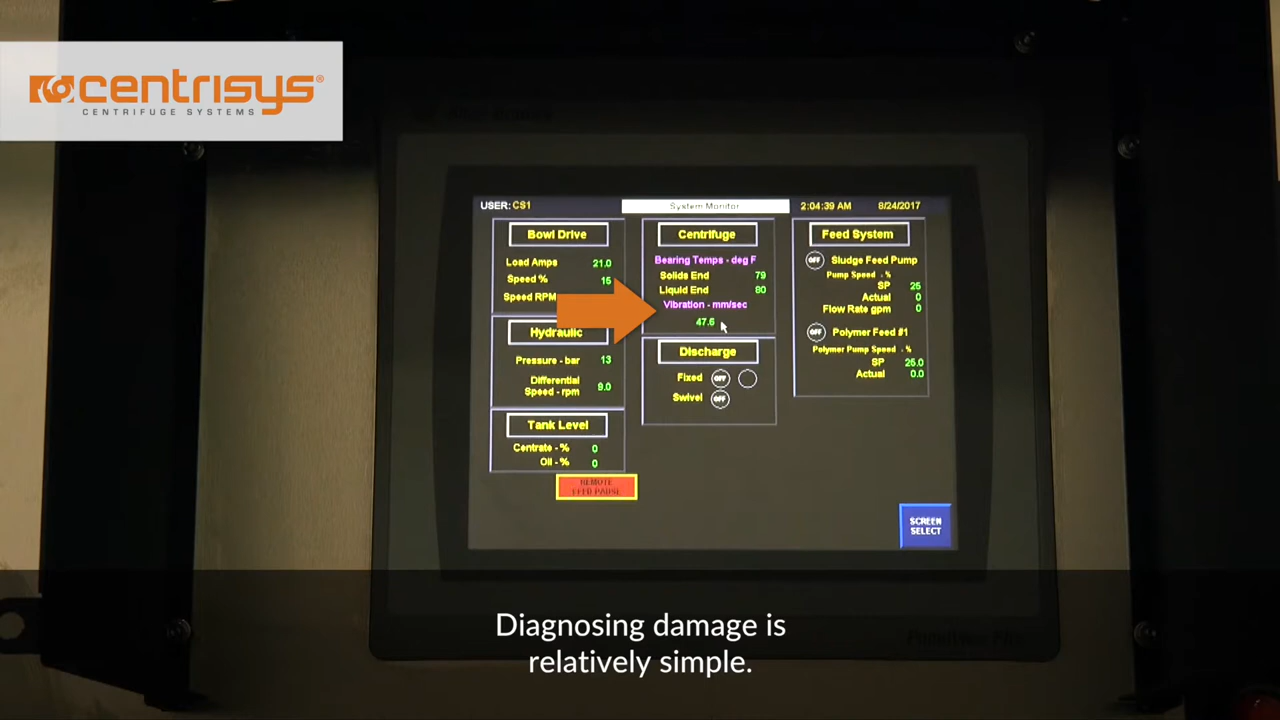 centrisys®
CENTRIFUGE SYSTEMS
USER: CS1
System Monitor
2:04:39 AM
8/24/2017
Bowl Drive
Load Amps 21.0
Speed % 15
Speed RPM
Hydraulic
Pressure - bar 13
Differential
Speed - rpm 9.0
Tank Level
Centrate - % 0
Oil - % 0
REMOTE
FEED PAUSE
Centrifuge
Bearing Temps - deg F
Solids End 79
Liquid End 80
Vibration - mm/sec
47.6
Discharge
Fixed OFF
Swivel OFF
Feed System
OFF Sludge Feed Pump
Pump Speed - %
SP 25
Actual 0
Flow Rate gpm 0
OFF Polymer Feed #1
Polymer Pump Speed - %
SP 25.0
Actual 0.0
SCREEN
SELECT
Diagnosing damage is
relatively simple.